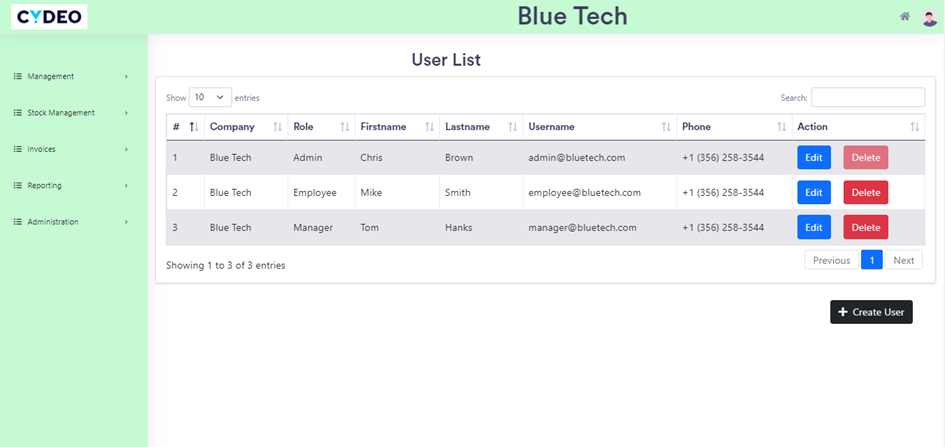 CYDEO
Blue Tech
Management
Stock Management
Invoices
Reporting
Administration
User List
Show 10 entries
Search:
# Company Role Firstname Lastname Username Phone Action
1 Blue Tech Admin Chris Brown admin@bluetech.com +1 (356) 258-3544 Edit Delete
2 Blue Tech Employee Mike Smith employee@bluetech.com +1 (356) 258-3544 Edit Delete
3 Blue Tech Manager Tom Hanks manager@bluetech.com +1 (356) 258-3544 Edit Delete
Showing 1 to 3 of 3 entries
Previous 1 Next
Create User